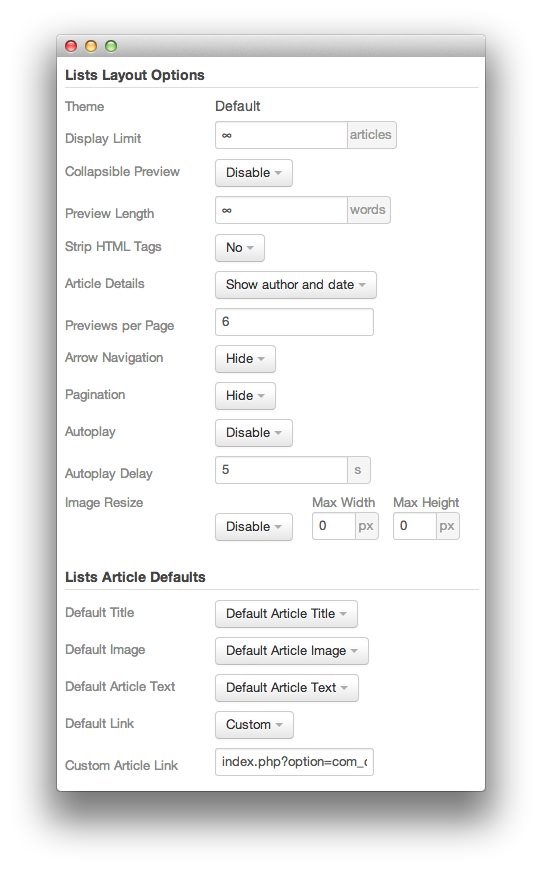 Lists Layout Options
Theme Default
Display Limit ∞ articles
Collapsible Preview Disable
Preview Length ∞ words
Strip HTML Tags No
Article Details Show author and date
Previews per Page 6
Arrow Navigation Hide
Pagination Hide
Autoplay Disable
Autoplay Delay 5 s
Image Resize Max Width Max Height
Disable 0 px 0 px
Lists Article Defaults
Default Title Default Article Title
Default Image Default Article Image
Default Article Text Default Article Text
Default Link Custom
Custom Article Link index.php?option=com_c